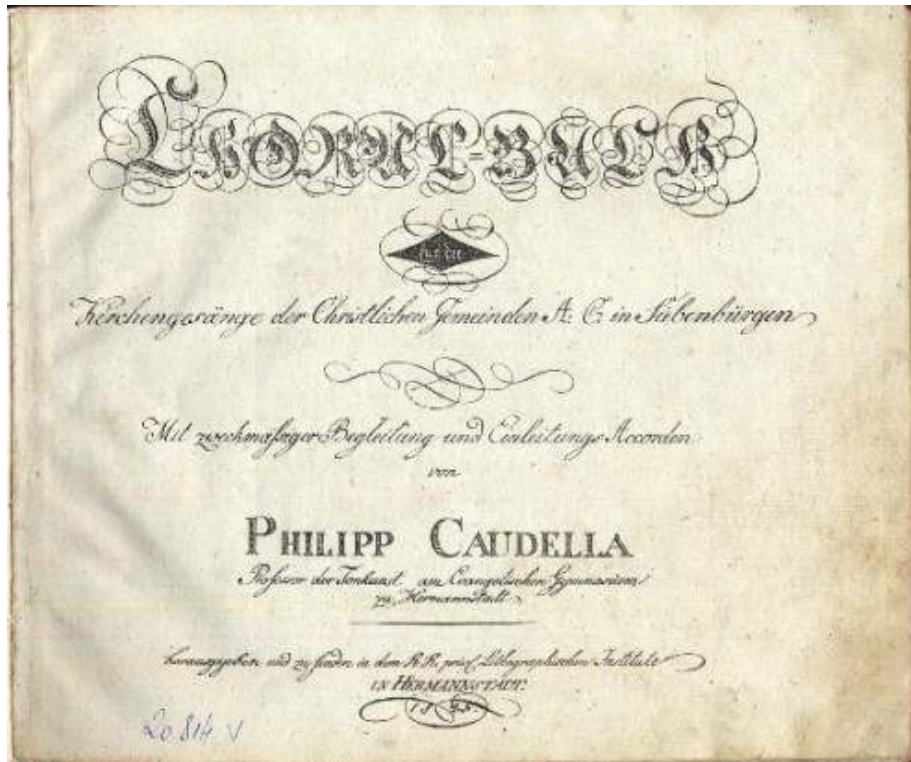 CHORAL-BUCH
für die
Kirchengesänge der Christlichen Gemeinden A. C. in Siebenbürgen
Mit zweckmäßiger Begleitung und Einleitungs Accorden
von
PHILIPP CAUDELLA
Professor der Tonkunst am Evangelischen Gymnasium
zu Hermannstadt
herausgegeben und zu finden in dem K. K. priv. Lithographischen Institute
IN HERMANNSTADT.
20.814 V